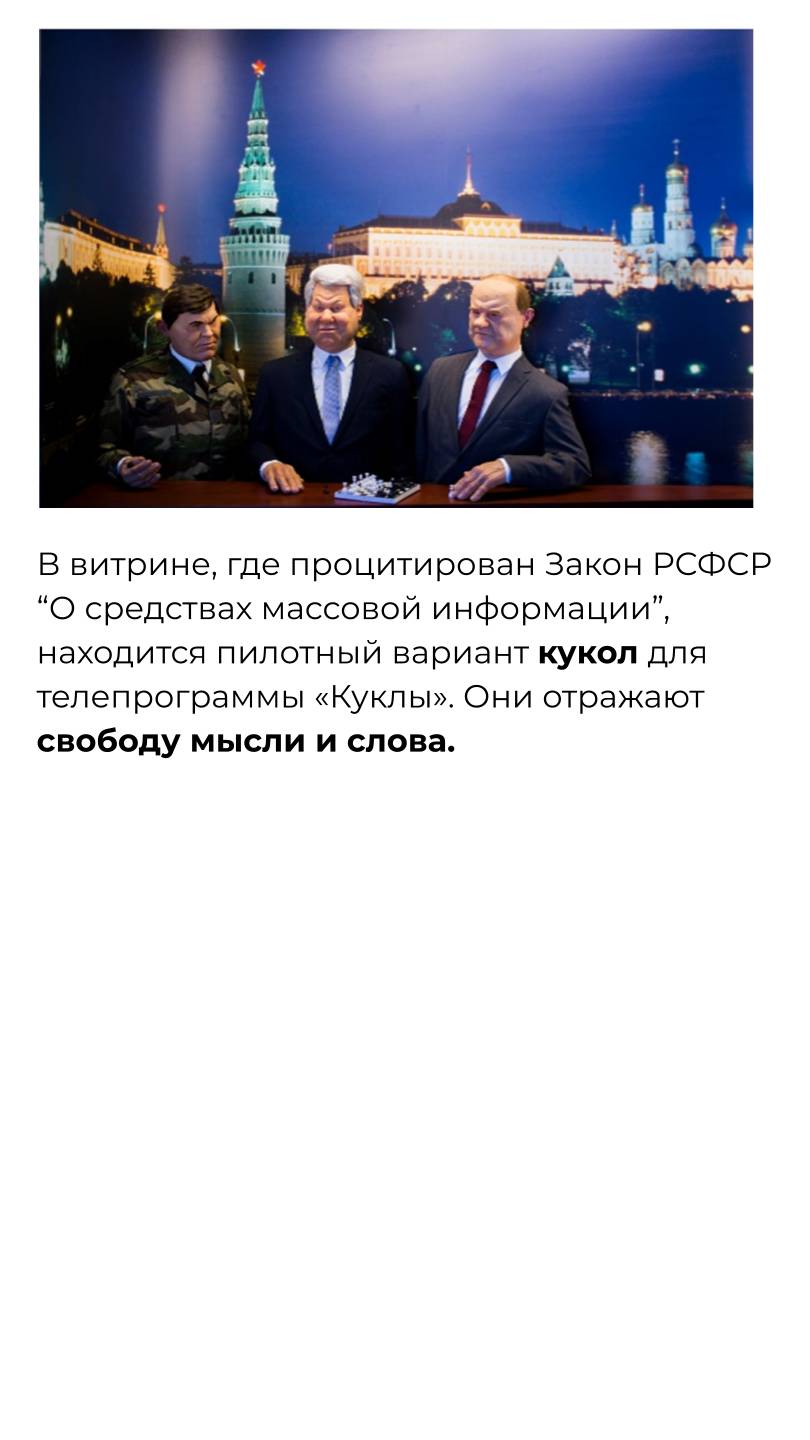 В витрине, где процитирован Закон РСФСР
“О средствах массовой информации”,
находится пилотный вариант кукол для
телепрограммы «Куклы». Они отражают
свободу мысли и слова.